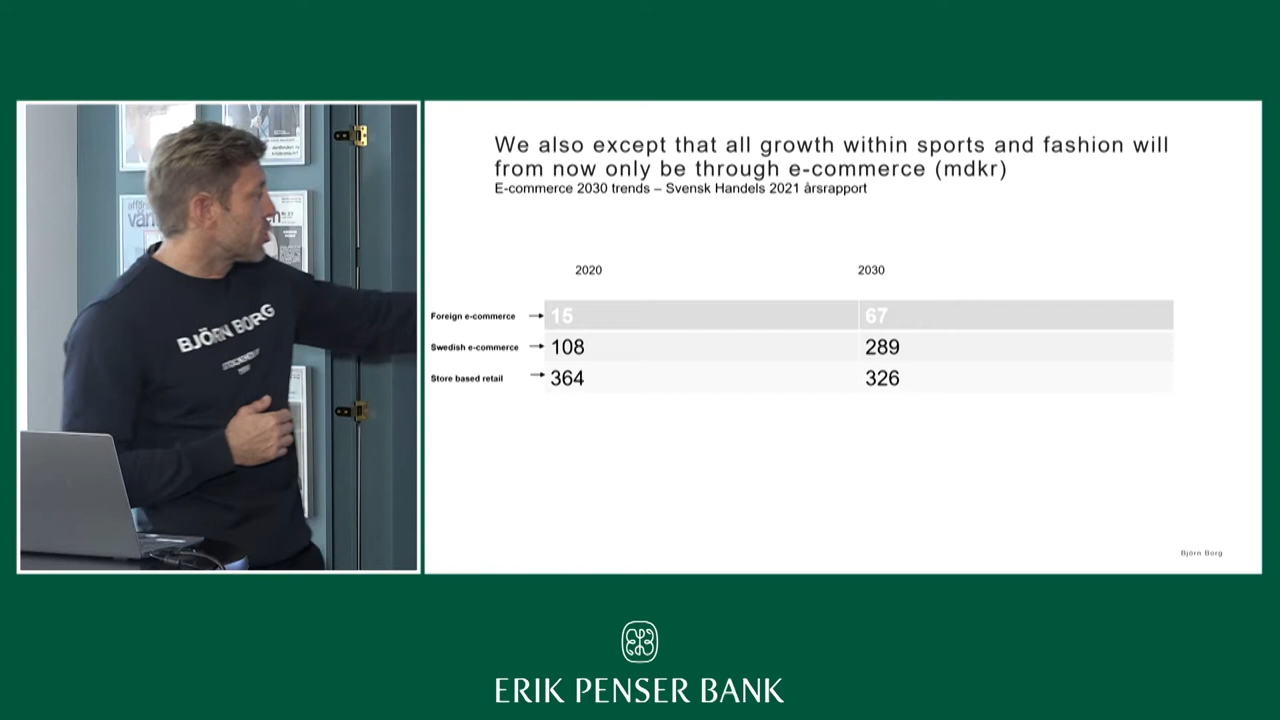 We also except that all growth within sports and fashion will
from now only be through e-commerce (mdkr)
E-commerce 2030 trends – Svensk Handels 2021 årsrapport
2020 2030
Foreign e-commerce 15 67
Swedish e-commerce 108 289
Store based retail 364 326
Björn Borg
BJÖRN BORG
ERIK PENSER BANK